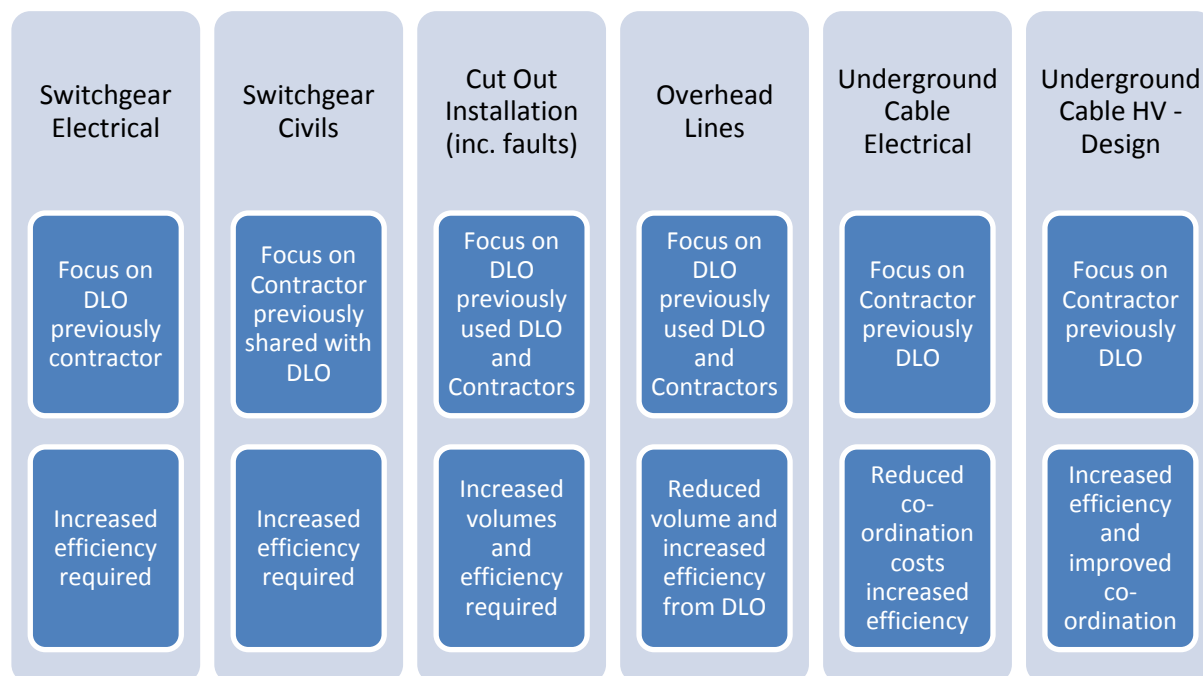 Switchgear
Electrical
Focus on
DLO
previously
contractor
Increased
efficiency
required
Switchgear
Civils
Focus on
Contractor
previously
shared with
DLO
Increased
efficiency
required
Cut Out
Installation
(inc. faults)
Focus on
DLO
previously
used DLO
and
Contractors
Increased
volumes
and
efficiency
required
Overhead
Lines
Focus on
DLO
previously
used DLO
and
Contractors
Reduced
volume and
increased
efficiency
from DLO
Underground
Cable
Electrical
Focus on
Contractor
previously
DLO
Reduced
co-
ordination
costs
increased
efficiency
Underground
Cable HV -
Design
Focus on
Contractor
previously
DLO
Increased
efficiency
and
improved
co-
ordination